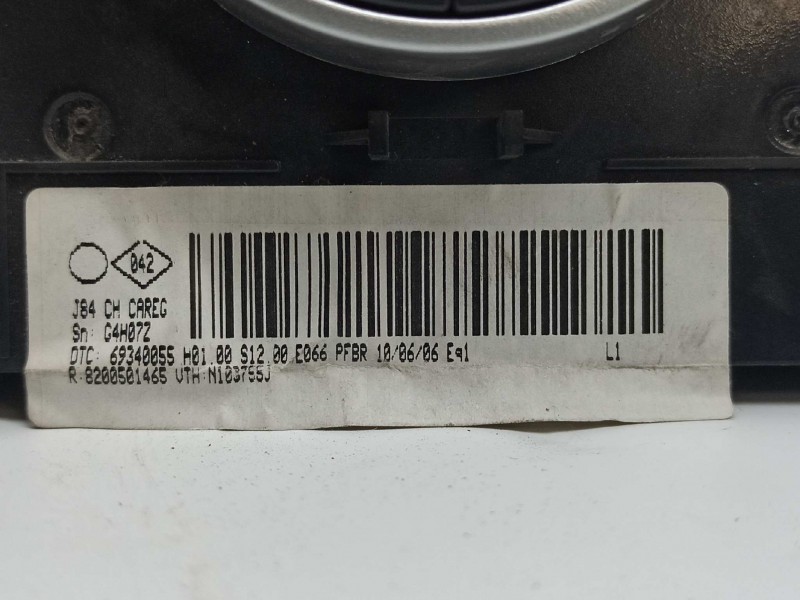 042
J84 CH CAREG
Sn: G4H07Z
DTC: 69340055 H01.00 S12.00 E066 PFBR 10/06/06 Eq1 L1
R:8200501465 VTH:N103755J